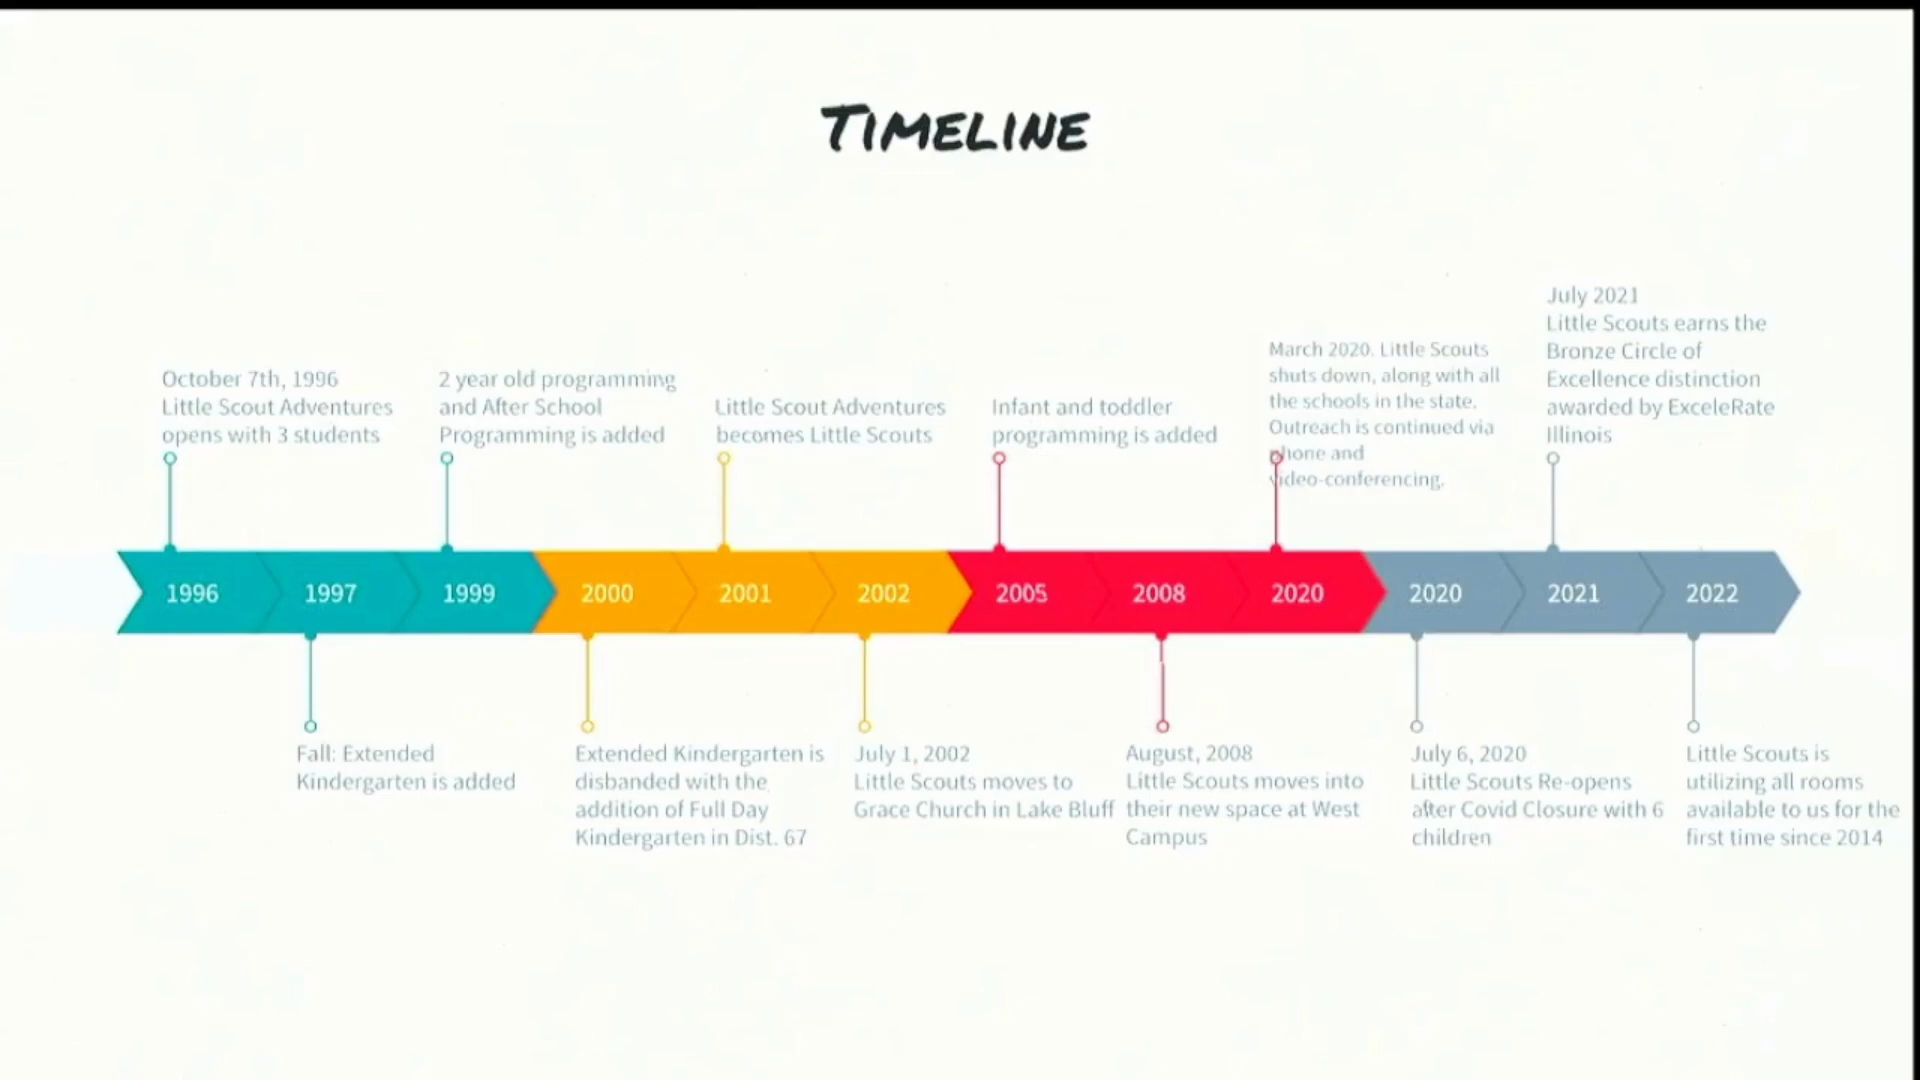 TIMELINE
October 7th, 1996
Little Scout Adventures
opens with 3 students
2 year old programming
and After School
Programming is added
Little Scout Adventures
becomes Little Scouts
Infant and toddler
programming is added
March 2020. Little Scouts
shuts down, along with all
the schools in the state.
Outreach is continued via
phone and
video-conferencing.
July 2021
Little Scouts earns the
Bronze Circle of
Excellence distinction
awarded by ExceleRate
Illinois
1996
1997
1999
2000
2001
2002
2005
2008
2020
2020
2021
2022
Fall: Extended
Kindergarten is added
Extended Kindergarten is
disbanded with the
addition of Full Day
Kindergarten in Dist. 67
July 1, 2002
Little Scouts moves to
Grace Church in Lake Bluff
August, 2008
Little Scouts moves into
their new space at West
Campus
July 6, 2020
Little Scouts Re-opens
after Covid Closure with 6
children
Little Scouts is
utilizing all rooms
available to us for the
first time since 2014